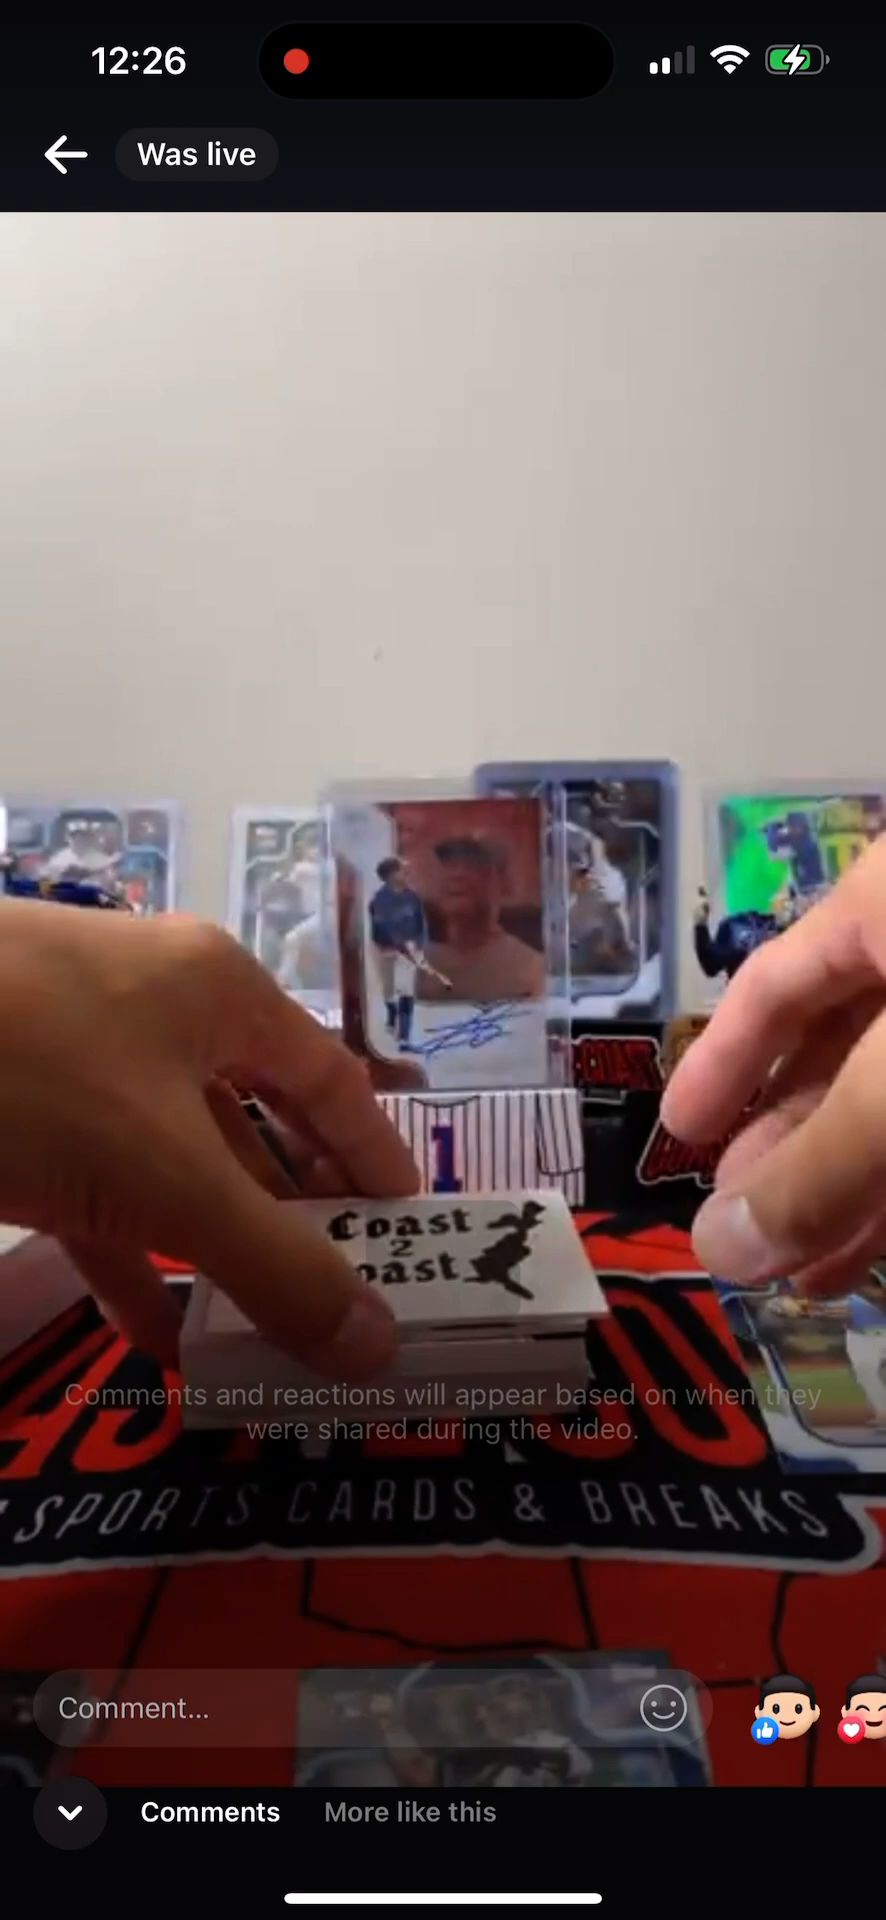 12:26
Was live
1
Coast
2
oast
Comments and reactions will appear based on when they
were shared during the video.
SPORTS CARDS & BREAKS
Comment...
Comments
More like this